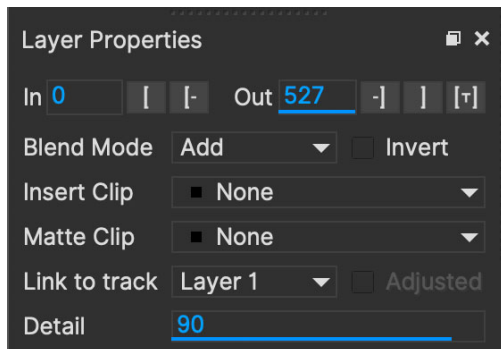 Layer Properties
In 0 [ [- Out 527 -] ] [T]
Blend Mode Add Invert
Insert Clip None
Matte Clip None
Link to track Layer 1 Adjusted
Detail 90